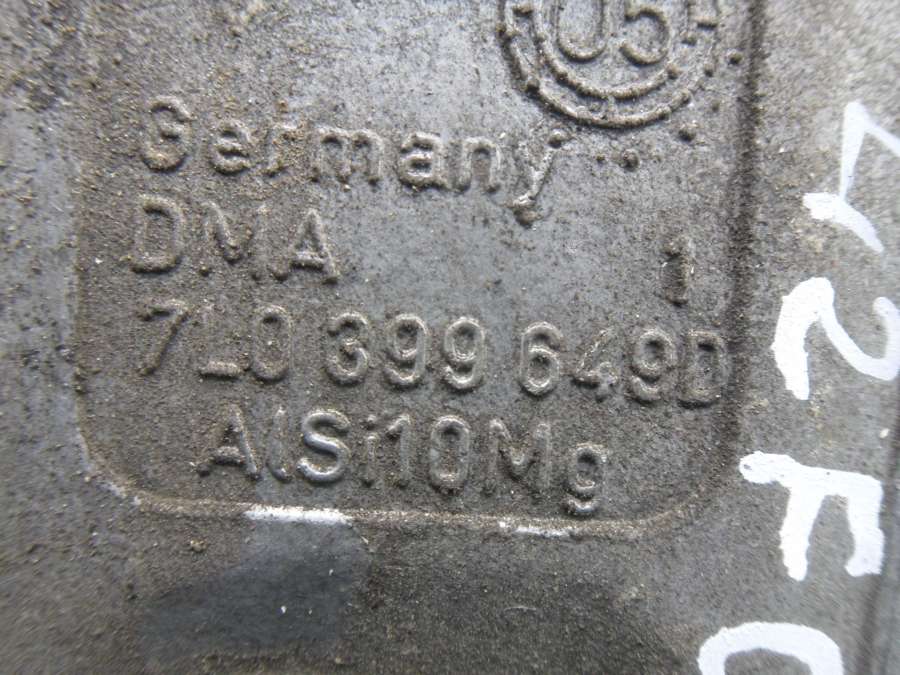 05
Germany
DMA 1
7L0 399 649D
AlSi10Mg